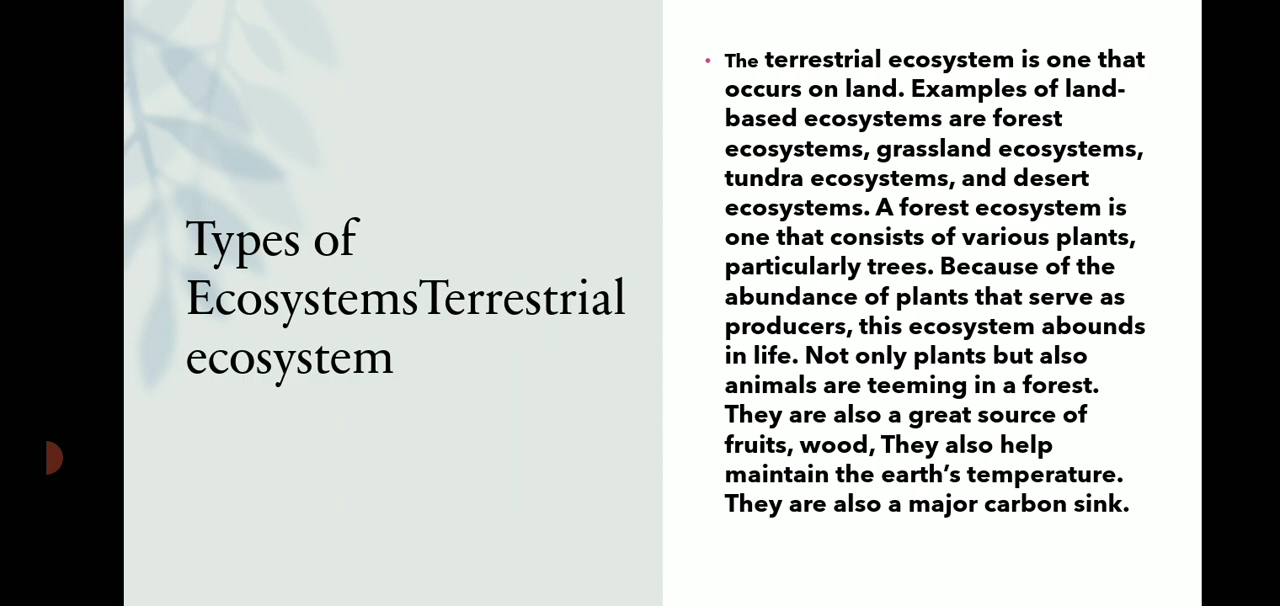 Types of
EcosystemsTerrestrial
ecosystem
• The terrestrial ecosystem is one that
occurs on land. Examples of land-
based ecosystems are forest
ecosystems, grassland ecosystems,
tundra ecosystems, and desert
ecosystems. A forest ecosystem is
one that consists of various plants,
particularly trees. Because of the
abundance of plants that serve as
producers, this ecosystem abounds
in life. Not only plants but also
animals are teeming in a forest.
They are also a great source of
fruits, wood, They also help
maintain the earth’s temperature.
They are also a major carbon sink.